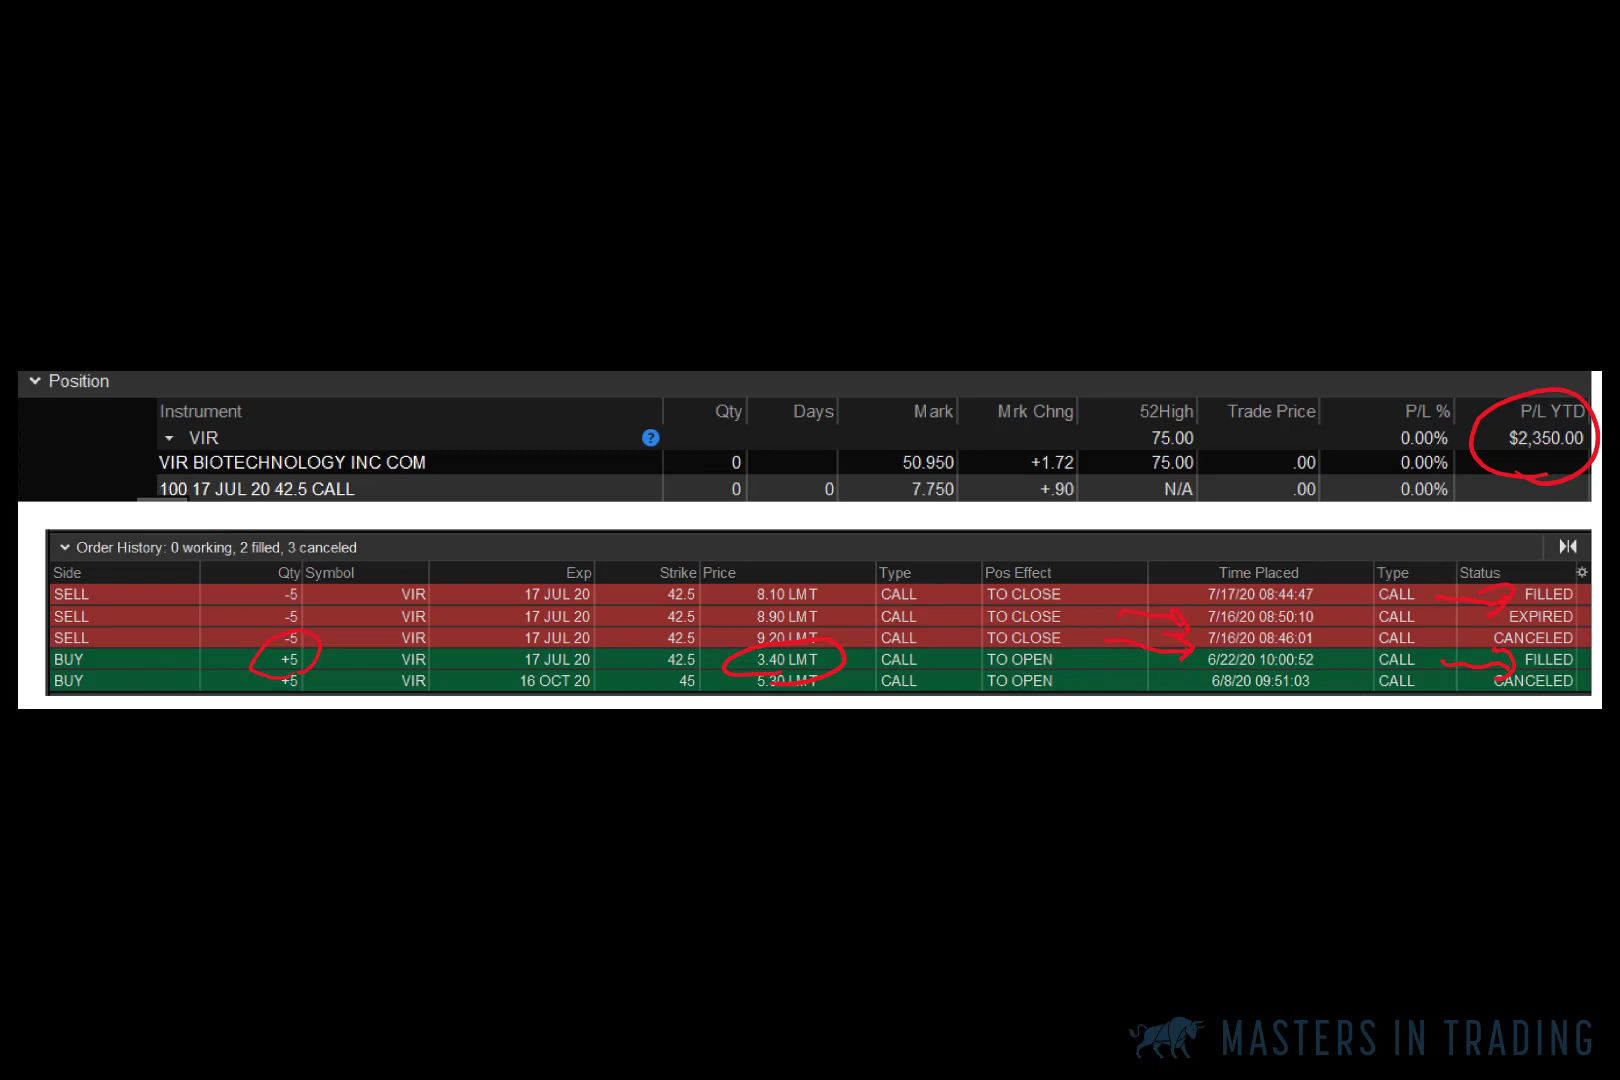 Position
Instrument Qty Days Mark Mrk Chng 52High Trade Price P/L % P/L YTD
VIR ? 75.00 0.00% $2,350.00
VIR BIOTECHNOLOGY INC COM 0 50.950 +1.72 75.00 .00 0.00%
100 17 JUL 20 42.5 CALL 0 0 7.750 +.90 N/A .00 0.00%
Order History: 0 working, 2 filled, 3 canceled
Side Qty Symbol Exp Strike Price Type Pos Effect Time Placed Type Status
SELL -5 VIR 17 JUL 20 42.5 8.10 LMT CALL TO CLOSE 7/17/20 08:44:47 CALL FILLED
SELL -5 VIR 17 JUL 20 42.5 8.90 LMT CALL TO CLOSE 7/16/20 08:50:10 CALL EXPIRED
SELL -5 VIR 17 JUL 20 42.5 9.20 LMT CALL TO CLOSE 7/16/20 08:46:01 CALL CANCELED
BUY +5 VIR 17 JUL 20 42.5 3.40 LMT CALL TO OPEN 6/22/20 10:00:52 CALL FILLED
BUY +5 VIR 16 OCT 20 45 5.30 LMT CALL TO OPEN 6/8/20 09:51:03 CALL CANCELED
MASTERS IN TRADING